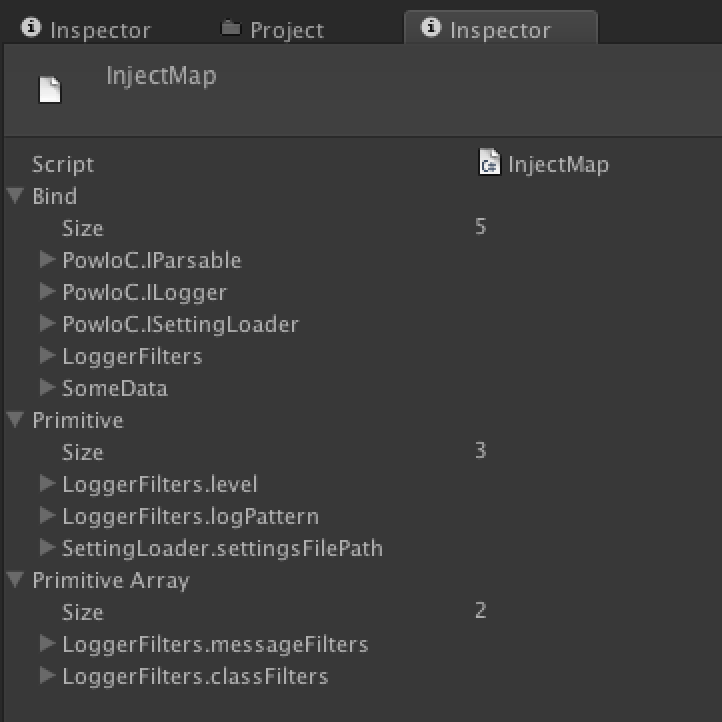 Inspector Project Inspector
InjectMap
Script InjectMap
Bind
Size 5
PowIoC.IParsable
PowIoC.ILogger
PowIoC.ISettingLoader
LoggerFilters
SomeData
Primitive
Size 3
LoggerFilters.level
LoggerFilters.logPattern
SettingLoader.settingsFilePath
Primitive Array
Size 2
LoggerFilters.messageFilters
LoggerFilters.classFilters